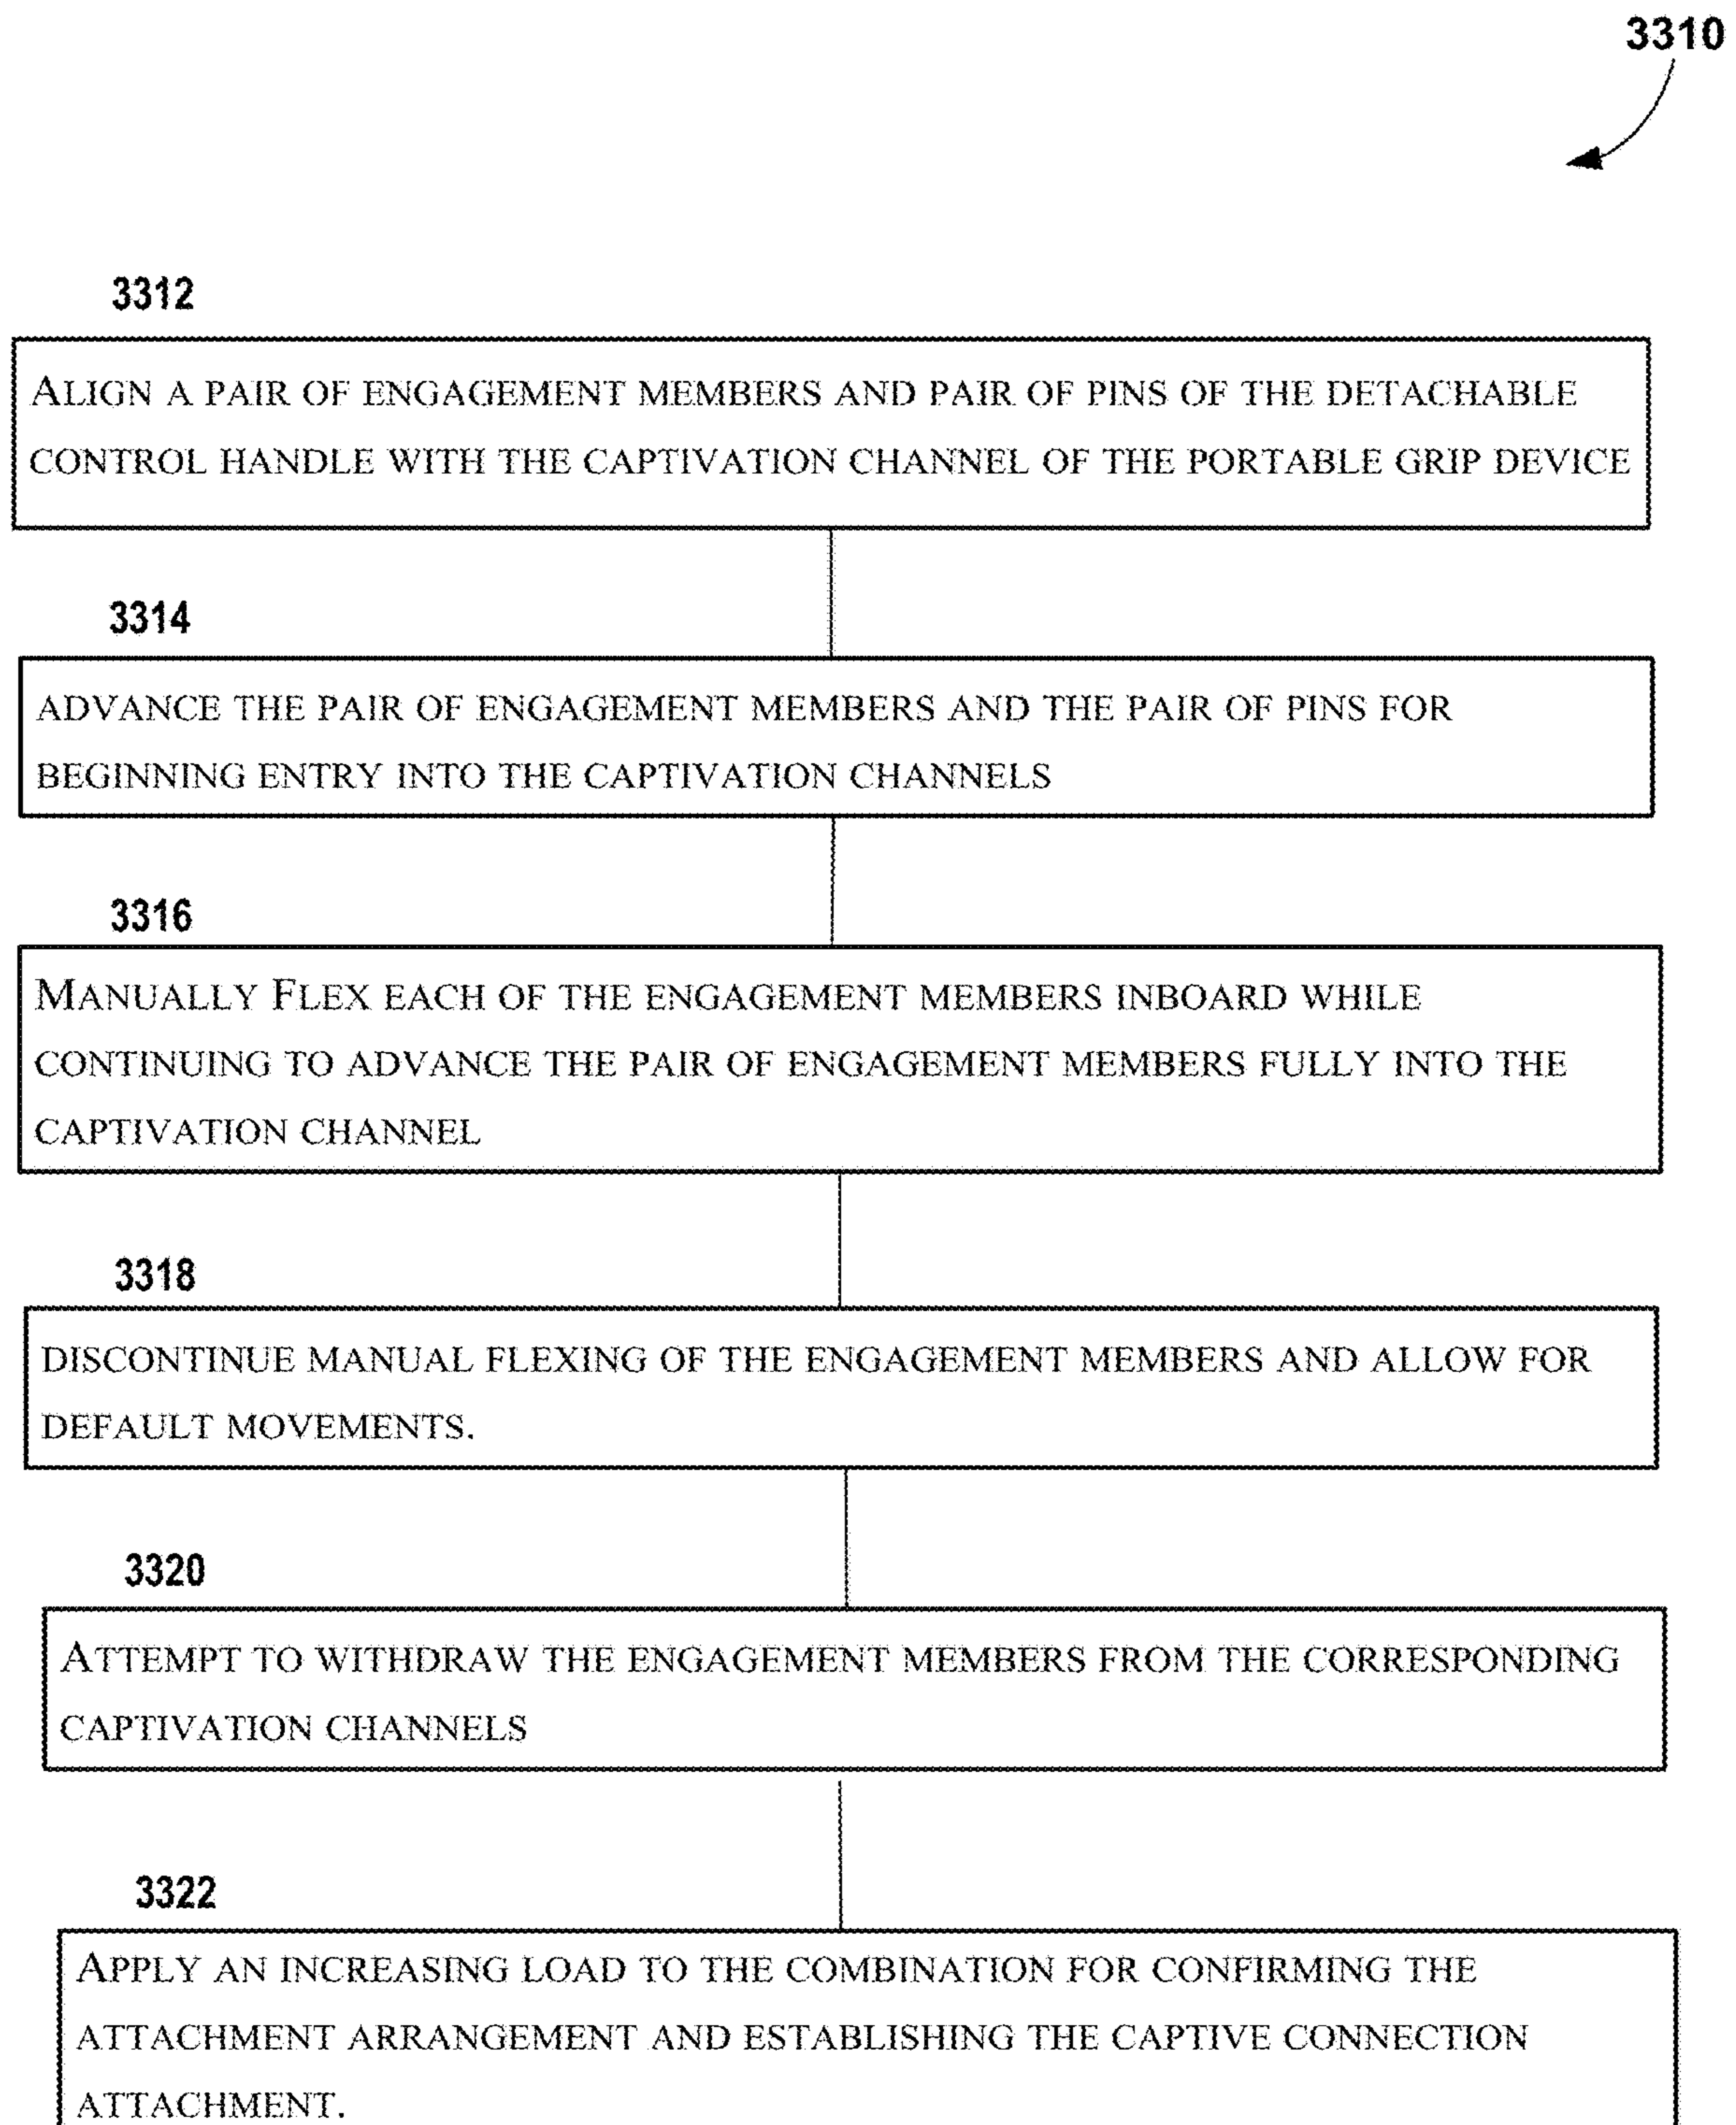 3310
3312
ALIGN A PAIR OF ENGAGEMENT MEMBERS AND PAIR OF PINS OF THE DETACHABLE
CONTROL HANDLE WITH THE CAPTIVATION CHANNEL OF THE PORTABLE GRIP DEVICE
3314
ADVANCE THE PAIR OF ENGAGEMENT MEMBERS AND THE PAIR OF PINS FOR
BEGINNING ENTRY INTO THE CAPTIVATION CHANNELS
3316
MANUALLY FLEX EACH OF THE ENGAGEMENT MEMBERS INBOARD WHILE
CONTINUING TO ADVANCE THE PAIR OF ENGAGEMENT MEMBERS FULLY INTO THE
CAPTIVATION CHANNEL
3318
DISCONTINUE MANUAL FLEXING OF THE ENGAGEMENT MEMBERS AND ALLOW FOR
DEFAULT MOVEMENTS.
3320
ATTEMPT TO WITHDRAW THE ENGAGEMENT MEMBERS FROM THE CORRESPONDING
CAPTIVATION CHANNELS
3322
APPLY AN INCREASING LOAD TO THE COMBINATION FOR CONFIRMING THE
ATTACHMENT ARRANGEMENT AND ESTABLISHING THE CAPTIVE CONNECTION
ATTACHMENT.